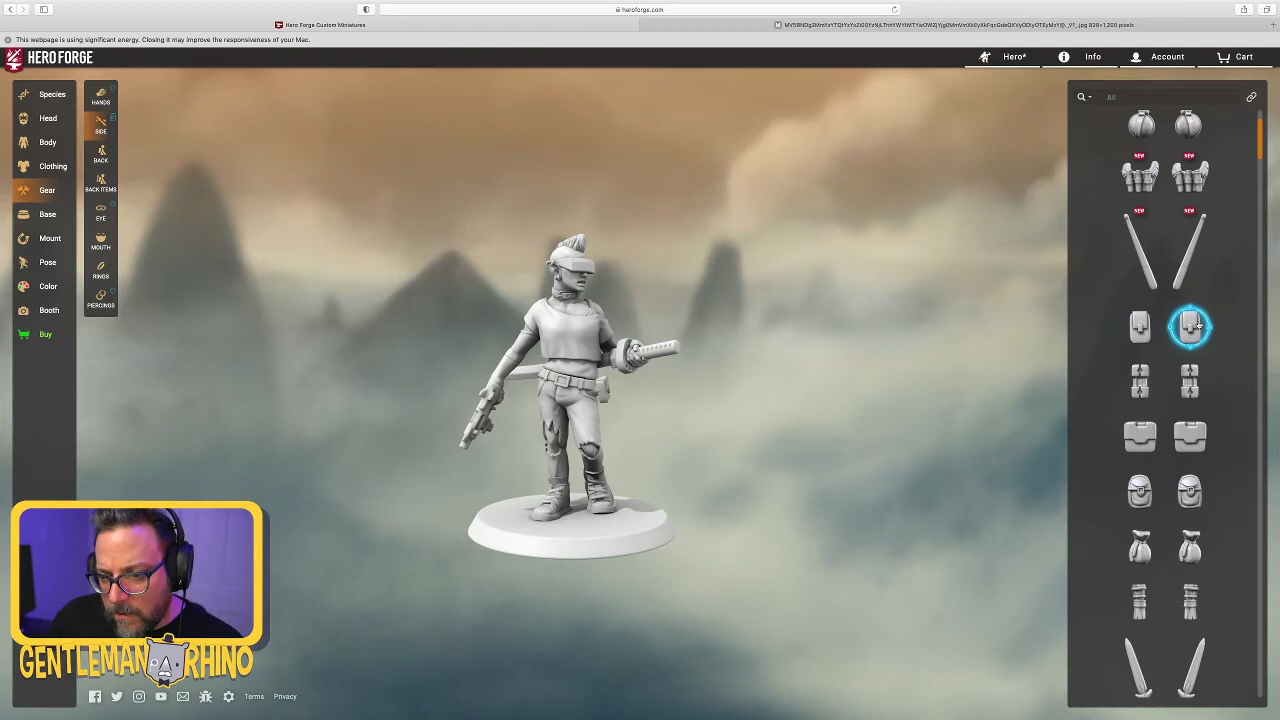 heroforge.com
Hero Forge Custom Miniatures
This webpage is using significant energy. Closing it may improve the responsiveness of your Mac.
HERO FORGE
Hero*
Info
Account
Cart
Species
Head
Body
Clothing
Gear
Base
Mount
Pose
Color
Booth
Buy
HANDS
SIDE
BACK
BACK ITEMS
EYE
MOUTH
RINGS
PIERCINGS
All
NEW NEW
NEW NEW
GENTLEMAN RHINO
Terms
Privacy